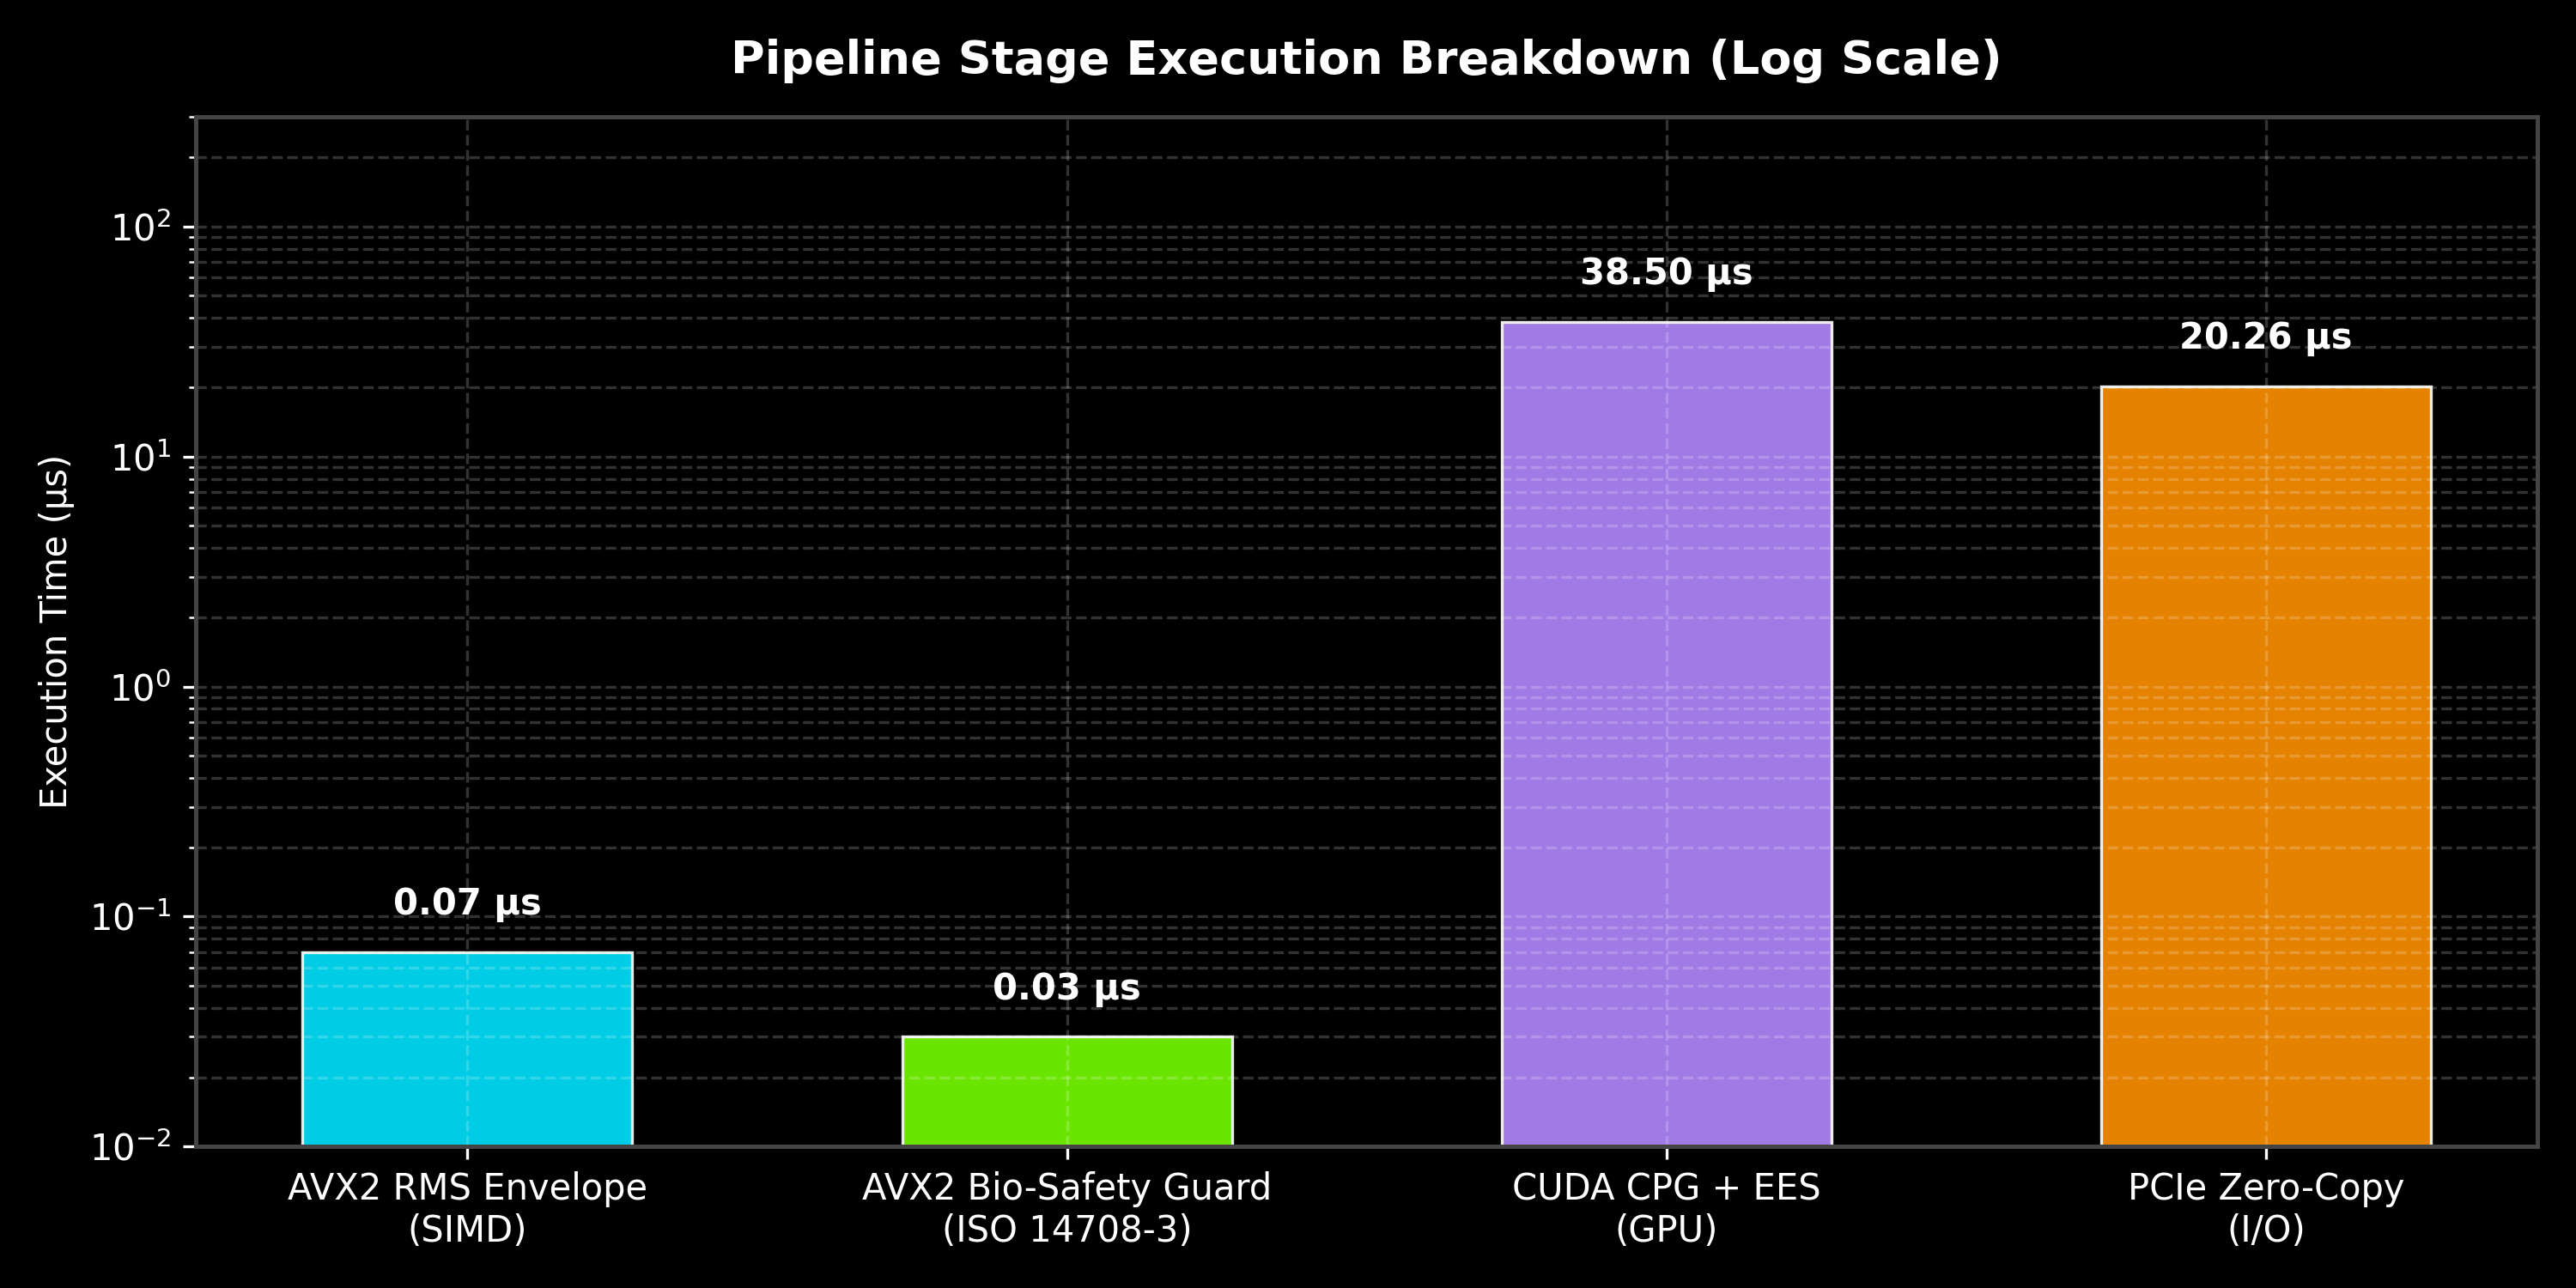 Pipeline Stage Execution Breakdown (Log Scale)
Execution Time (µs)
10²
10¹
10⁰
10⁻¹
10⁻²
0.07 µs
0.03 µs
38.50 µs
20.26 µs
AVX2 RMS Envelope
(SIMD)
AVX2 Bio-Safety Guard
(ISO 14708-3)
CUDA CPG + EES
(GPU)
PCIe Zero-Copy
(I/O)